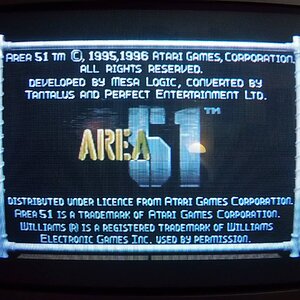 AREA 51 TM ©, 1995,1996 ATARI GAMES, CORPORATION.
ALL RIGHTS RESERVED.
DEVELOPED BY MESA LOGIC, CONVERTED BY
TANTALUS AND PERFECT ENTERTAINMENT LTD.
AREA 51 ™
DISTRIBUTED UNDER LICENCE FROM ATARI GAMES CORPORATION.
AREA 51 IS A TRADEMARK OF ATARI GAMES CORPORATION.
WILLIAMS (R) IS A REGISTERED TRADEMARK OF WILLIAMS
ELECTRONIC GAMES INC. USED BY PERMISSION.